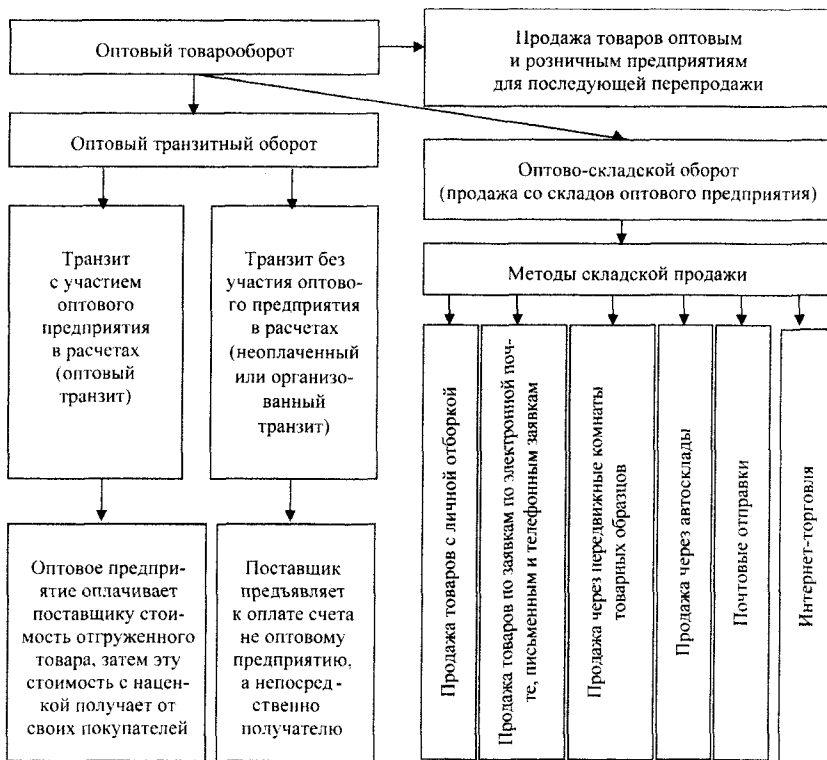 Оптовый товарооборот
Продажа товаров оптовым
и розничным предприятиям
для последующей перепродажи
Оптовый транзитный оборот
Оптово-складской оборот
(продажа со складов оптового предприятия)
Транзит
с участием
оптового
предприятия
в расчетах
(оптовый
транзит)
Транзит без
участия оптово-
го предприятия
в расчетах
(неоплаченный
или организо-
ванный
транзит)
Методы складской продажи
Продажа товаров с личной отборкой
Продажа товаров по заявкам по электронной поч-
те, письменным и телефонным заявкам
Продажа через передвижные комнаты
товарных образцов
Продажа через автосклады
Почтовые отправки
Интернет-торговля
Оптовое предпри-
ятие оплачивает
поставщику стои-
мость отгруженного
товара, затем эту
стоимость с нацен-
кой получает от
своих покупателей
Поставщик
предъявляет
к оплате счета
не оптовому
предприятию,
а непосред-
ственно
получателю